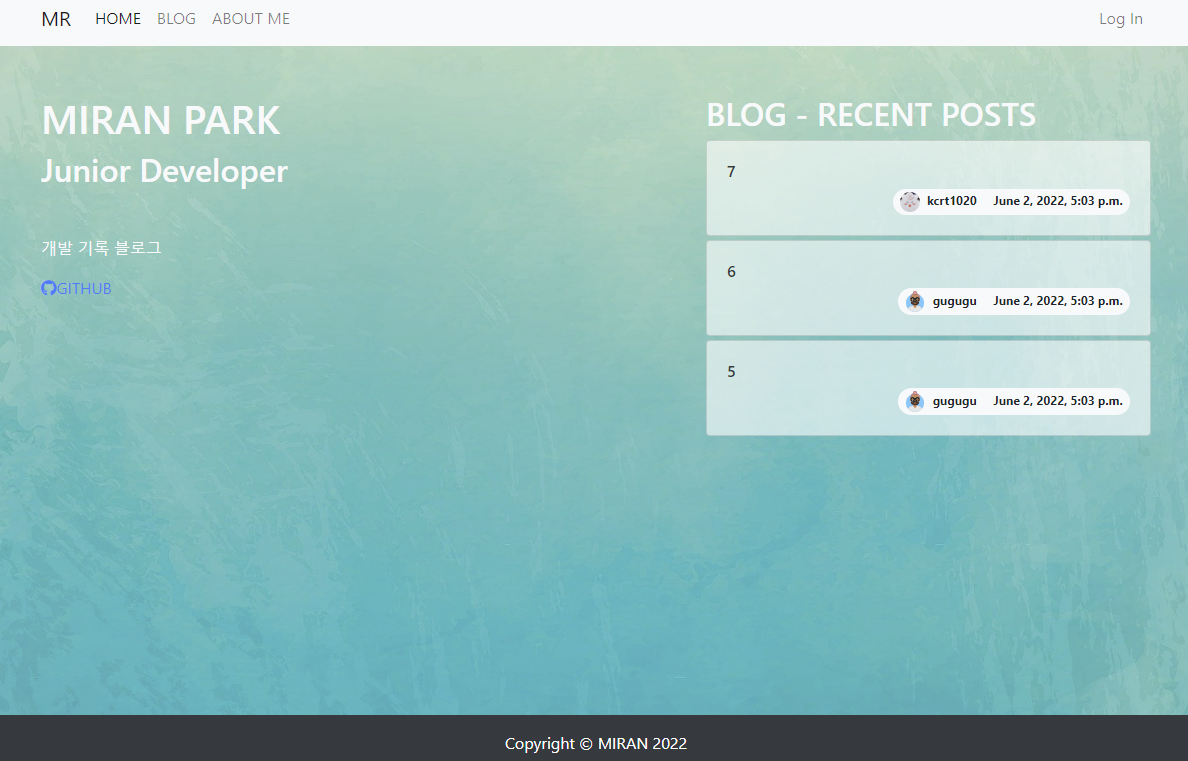 MR HOME BLOG ABOUT ME Log In
MIRAN PARK
Junior Developer
개발 기록 블로그
GITHUB
BLOG - RECENT POSTS
7
kcrt1020 June 2, 2022, 5:03 p.m.
6
gugugu June 2, 2022, 5:03 p.m.
5
gugugu June 2, 2022, 5:03 p.m.
Copyright © MIRAN 2022